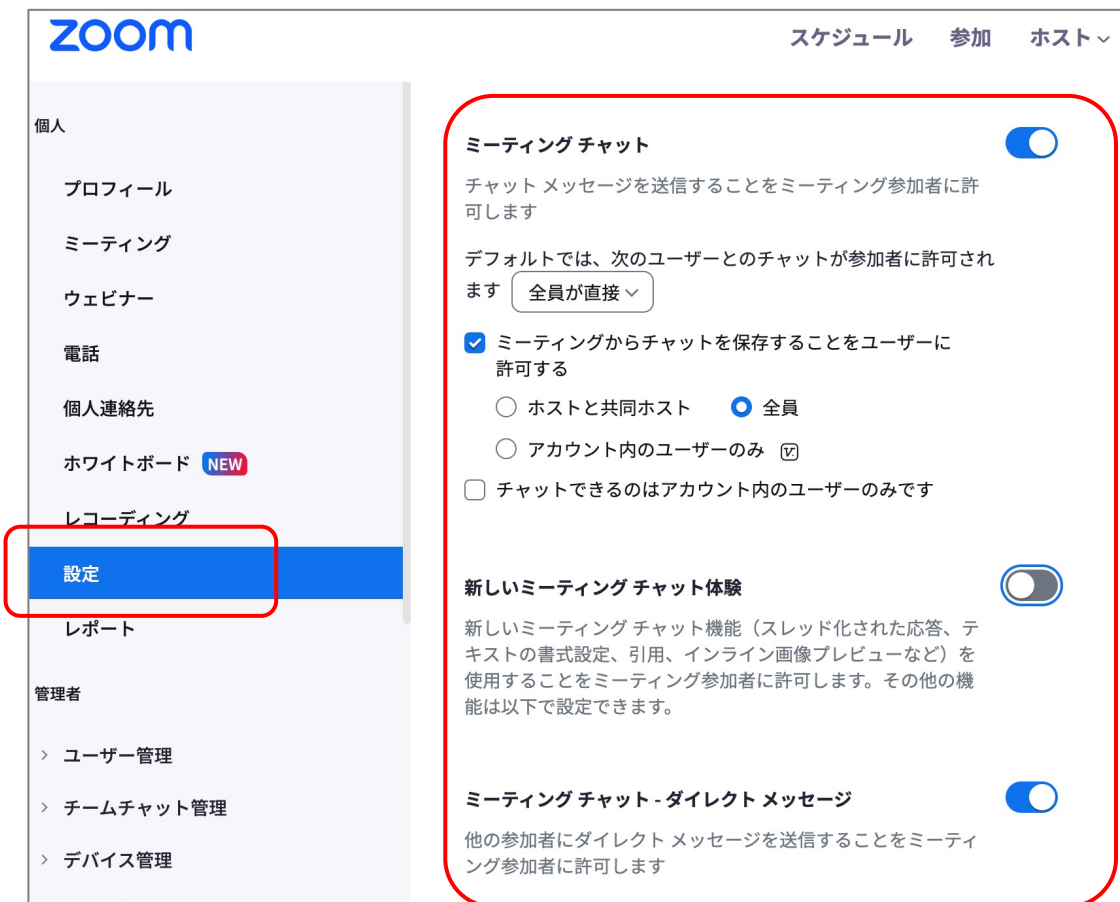 zoom
スケジュール 参加 ホスト
個人
プロフィール
ミーティング
ウェビナー
電話
個人連絡先
ホワイトボード NEW
レコーディング
設定
レポート
管理者
ユーザー管理
チームチャット管理
デバイス管理
ミーティング チャット
チャット メッセージを送信することをミーティング参加者に許
可します
デフォルトでは、次のユーザーとのチャットが参加者に許可され
ます 全員が直接
ミーティングからチャットを保存することをユーザーに
許可する
ホストと共同ホスト 全員
アカウント内のユーザーのみ
チャットできるのはアカウント内のユーザーのみです
新しいミーティング チャット体験
新しいミーティング チャット機能（スレッド化された応答、テ
キストの書式設定、引用、インライン画像プレビューなど）を
使用することをミーティング参加者に許可します。その他の機
能は以下で設定できます。
ミーティング チャット - ダイレクト メッセージ
他の参加者にダイレクト メッセージを送信することをミーティ
ング参加者に許可します